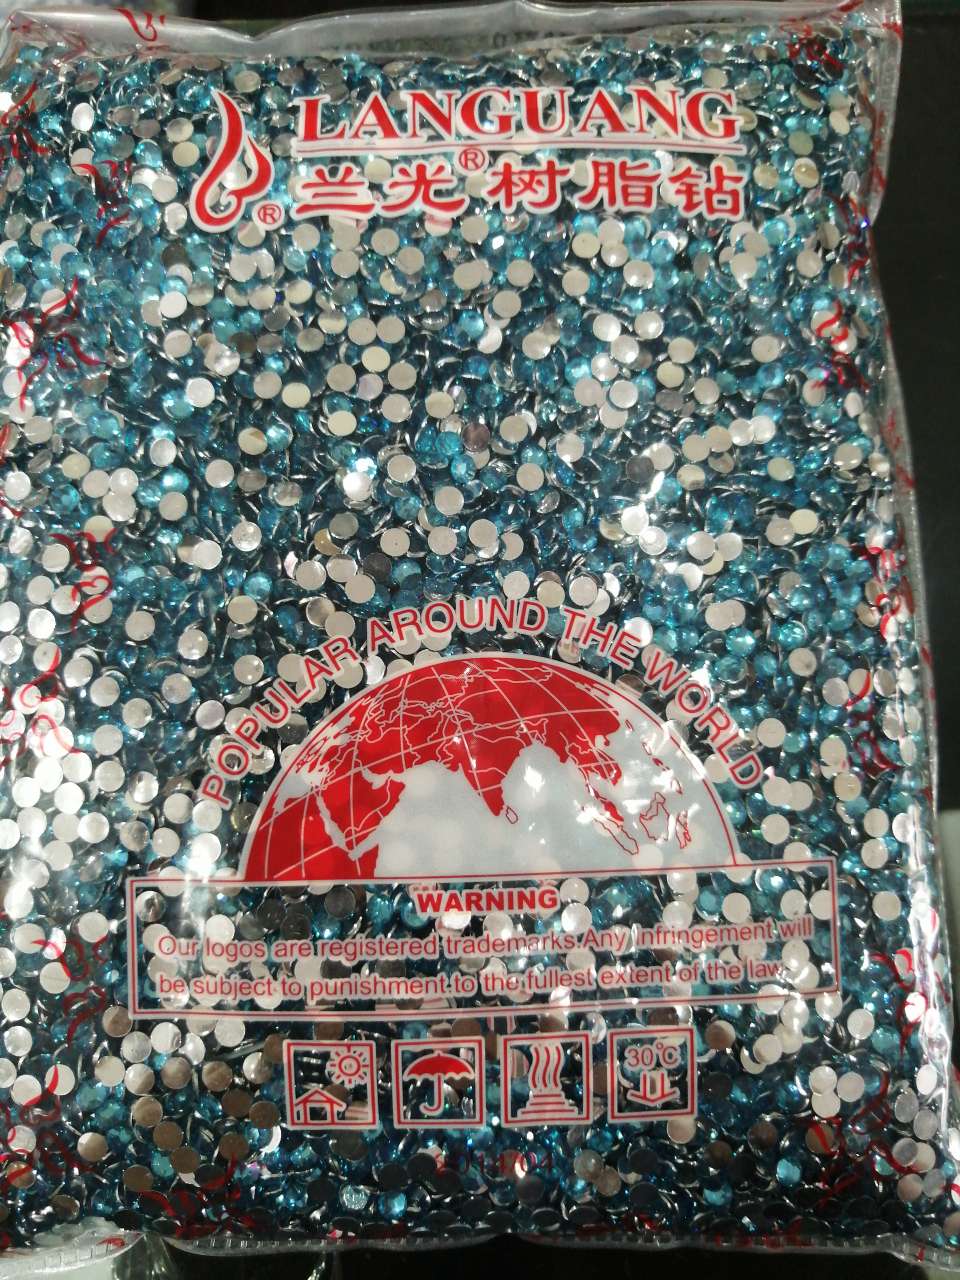 LANGUANG
®
兰光®树脂钻
®
POPULAR AROUND THE WORLD
WARNING
Our logos are registered trademarks.Any infringement will
be subject to punishment to the fullest extent of the law.
30℃